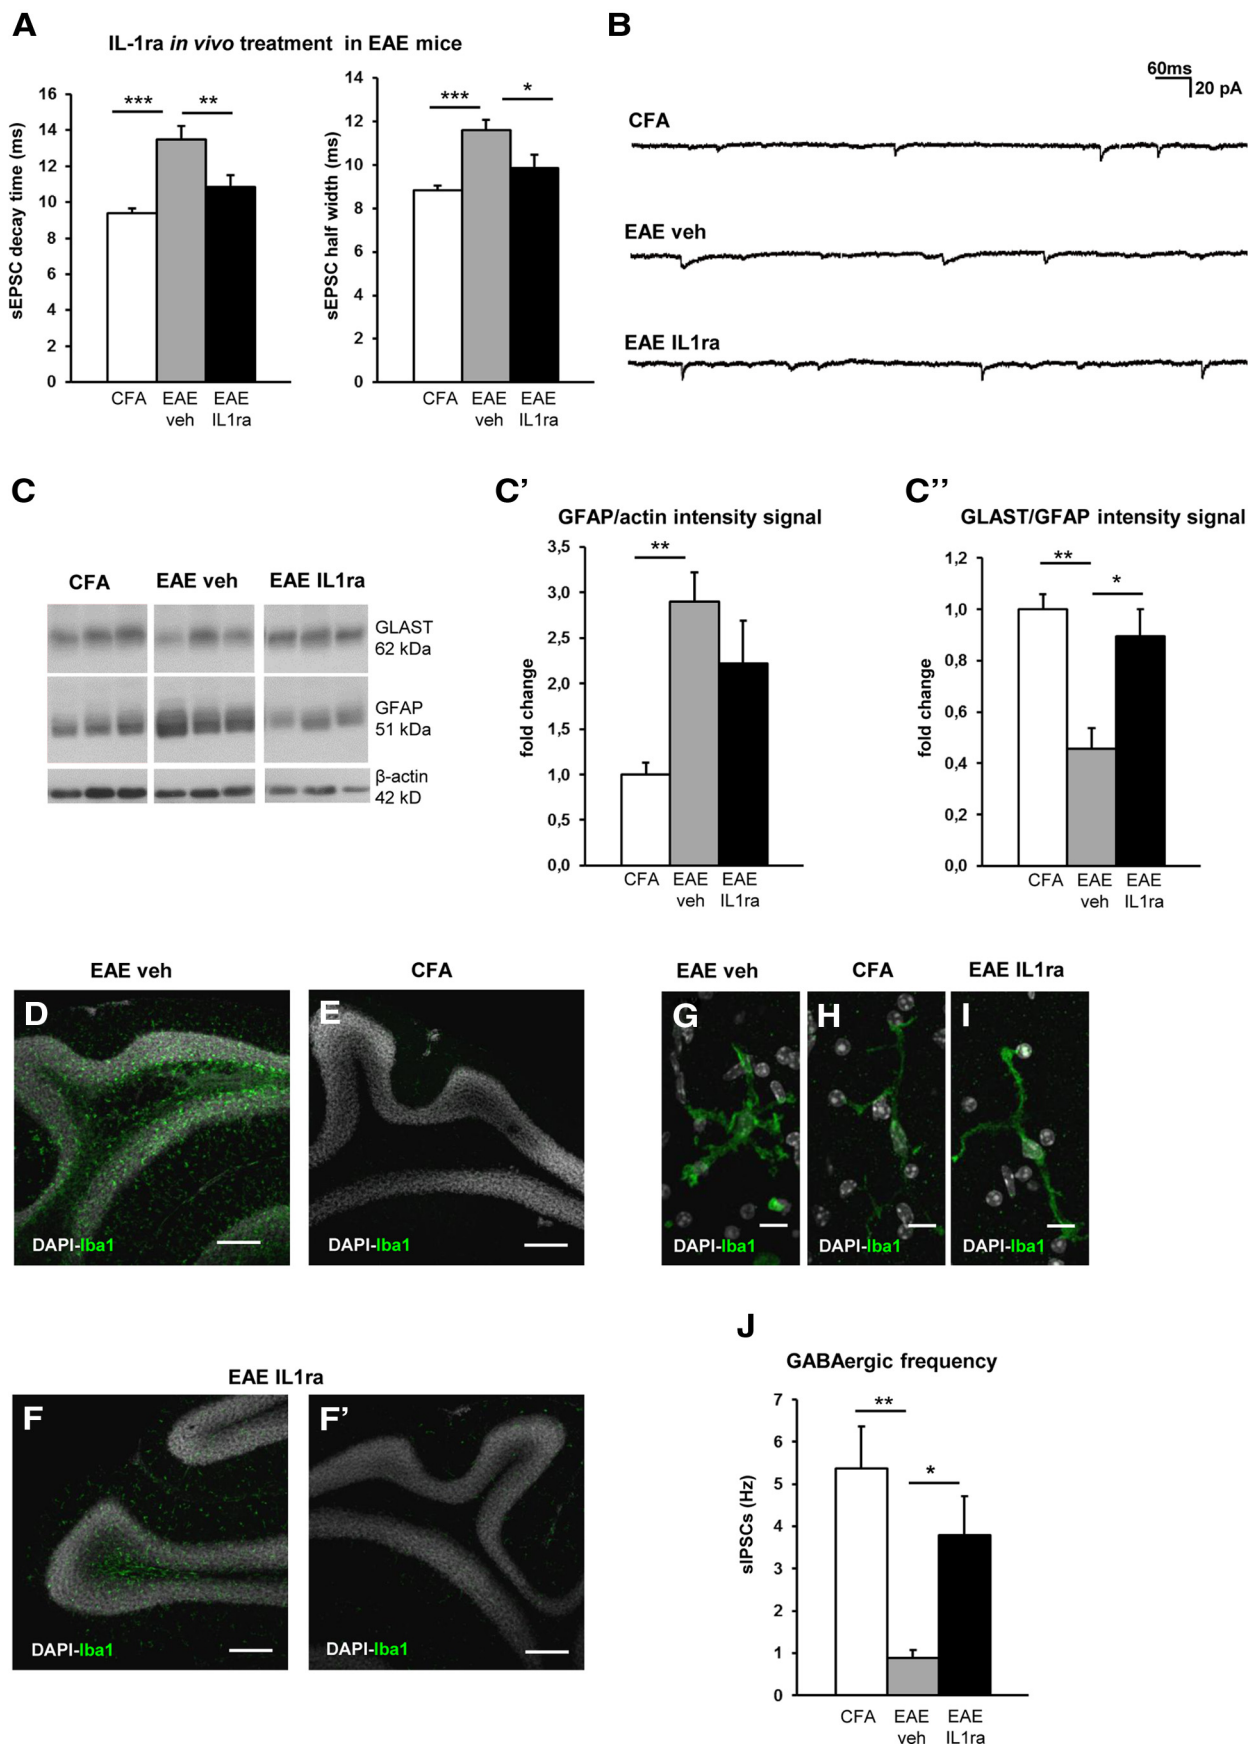 A
IL-1ra in vivo treatment in EAE mice
sEPSC decay time (ms)
16
14
12
10
8
6
4
2
0
***
**
CFA
EAE
veh
EAE
IL1ra
sEPSC half width (ms)
14
12
10
8
6
4
2
0
***
*
CFA
EAE
veh
EAE
IL1ra
B
60ms
20 pA
CFA
EAE veh
EAE IL1ra
C
CFA
EAE veh
EAE IL1ra
GLAST
62 kDa
GFAP
51 kDa
β-actin
42 kD
C'
GFAP/actin intensity signal
fold change
3,5
3,0
2,5
2,0
1,5
1,0
0,5
0,0
**
CFA
EAE
veh
EAE
IL1ra
C''
GLAST/GFAP intensity signal
fold change
1,2
1,0
0,8
0,6
0,4
0,2
0,0
**
*
CFA
EAE
veh
EAE
IL1ra
EAE veh
CFA
D
DAPI-Iba1
E
DAPI-Iba1
EAE veh
CFA
EAE IL1ra
G
DAPI-Iba1
H
DAPI-Iba1
I
DAPI-Iba1
EAE IL1ra
F
DAPI-Iba1
F'
DAPI-Iba1
J
GABAergic frequency
sIPSCs (Hz)
7
6
5
4
3
2
1
0
**
*
CFA
EAE
veh
EAE
IL1ra